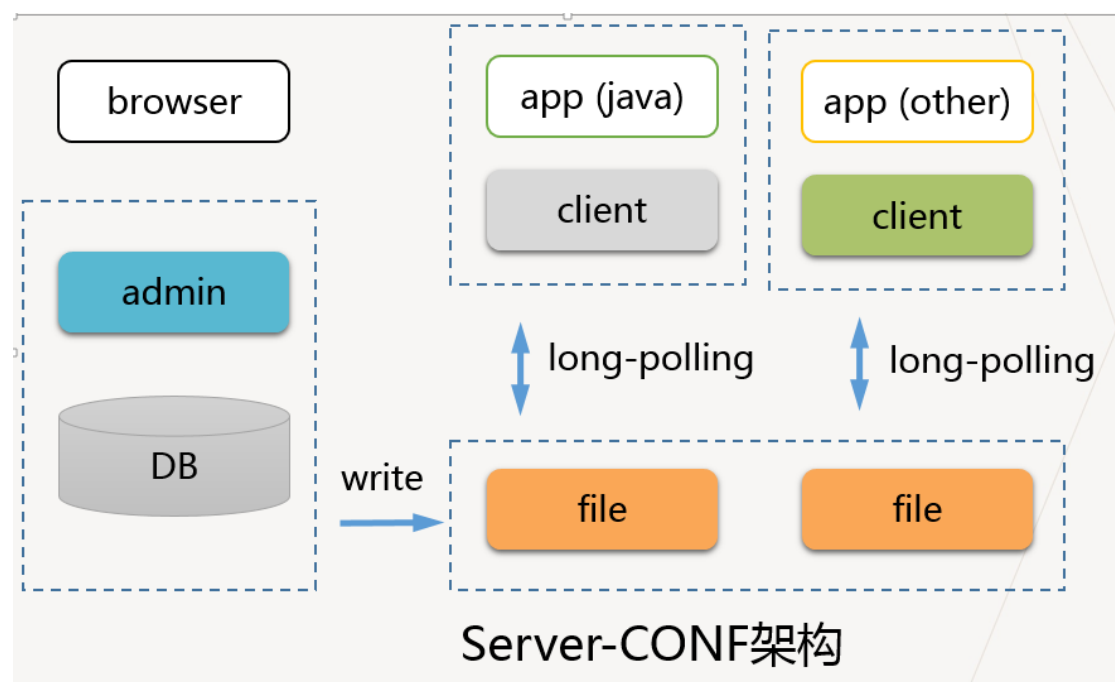 browser
admin
DB
write
app (java)
client
long-polling
app (other)
client
long-polling
file
file
Server-CONF架构